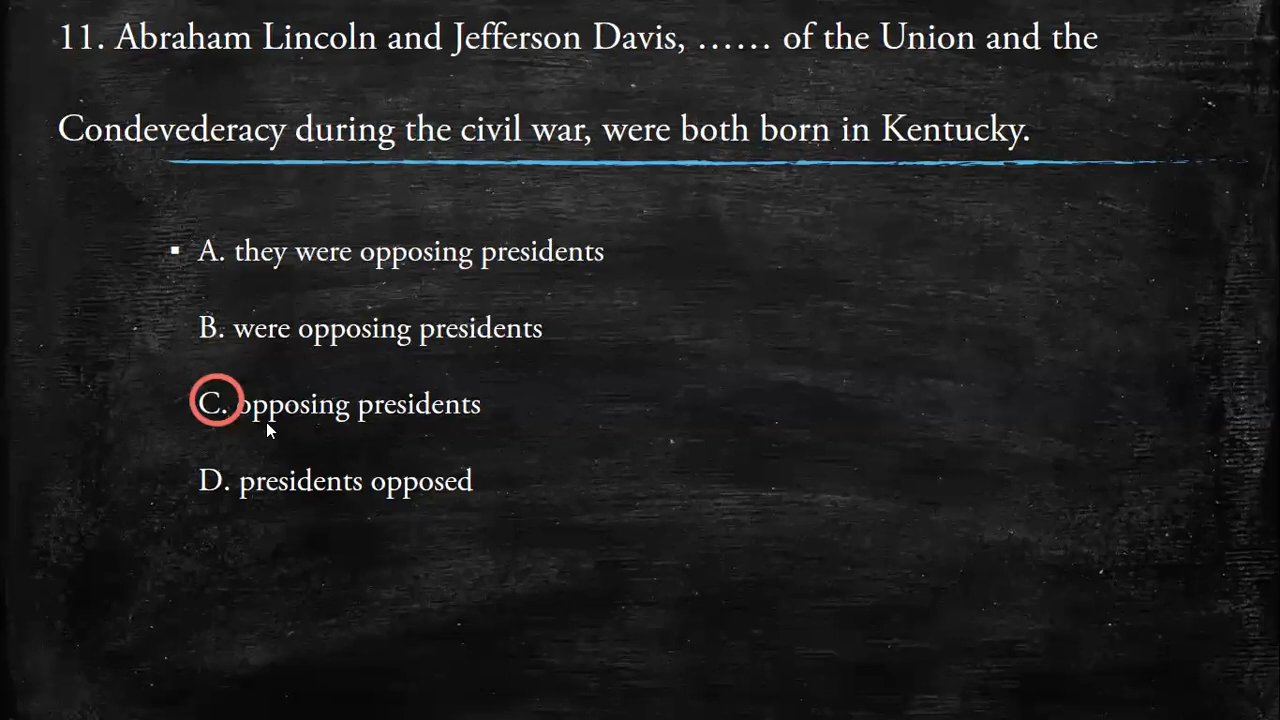 11. Abraham Lincoln and Jefferson Davis, …… of the Union and the
Condevederacy during the civil war, were both born in Kentucky.
▪ A. they were opposing presidents
B. were opposing presidents
C. opposing presidents
D. presidents opposed